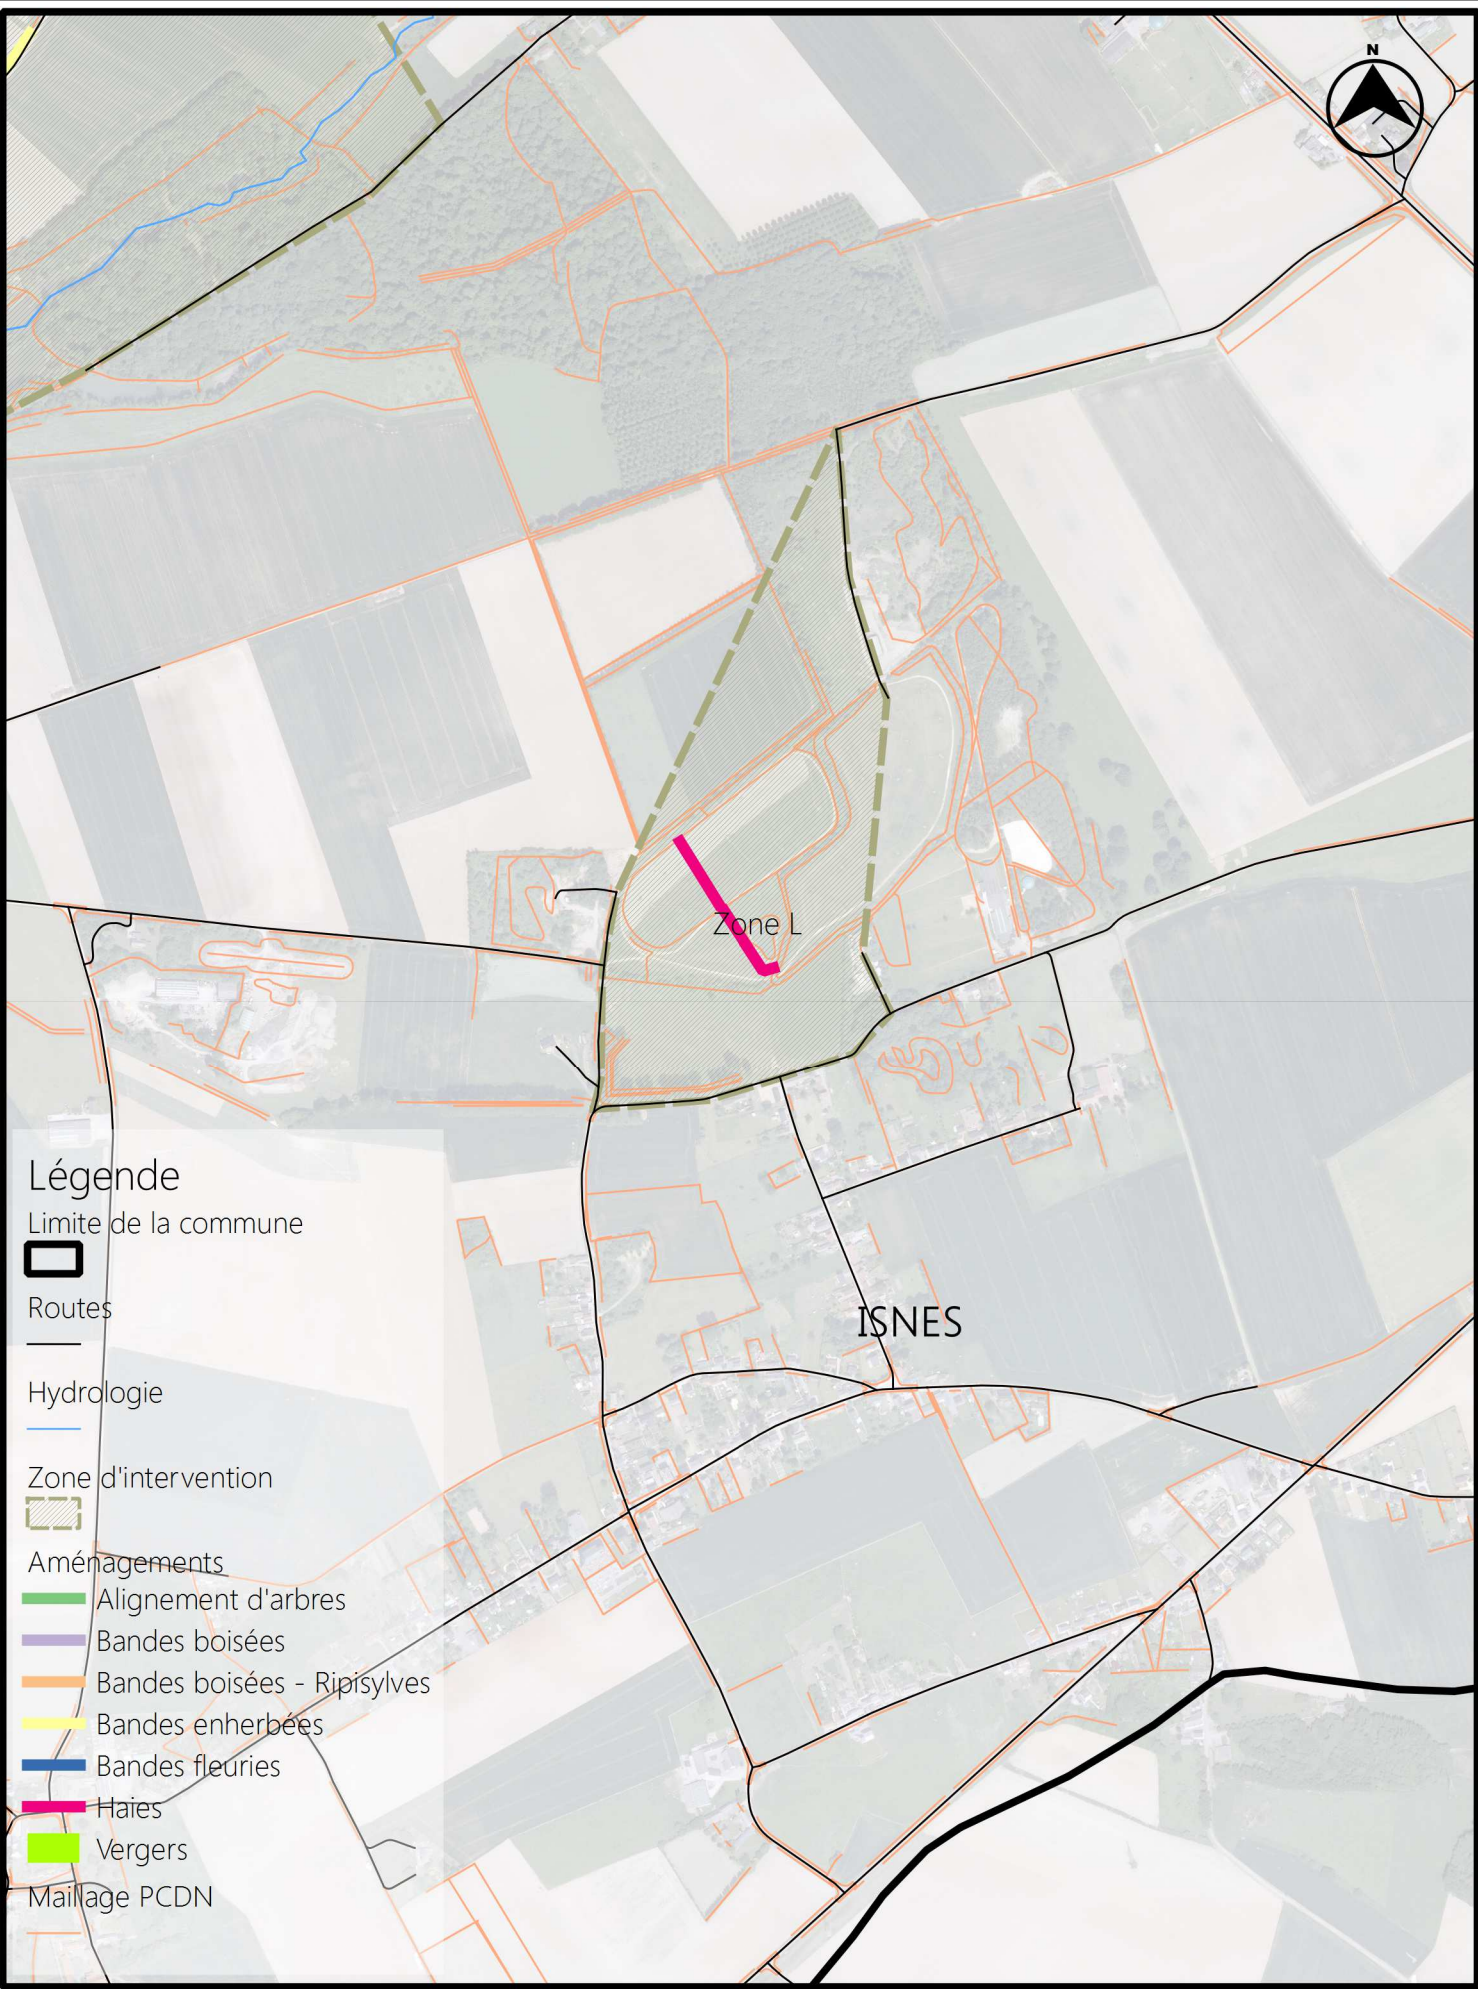 N
Zone L
ISNES
Légende
Limite de la commune
Routes
Hydrologie
Zone d'intervention
Aménagements
Alignement d'arbres
Bandes boisées
Bandes boisées - Ripisylves
Bandes enherbées
Bandes fleuries
Haies
Vergers
Maillage PCDN